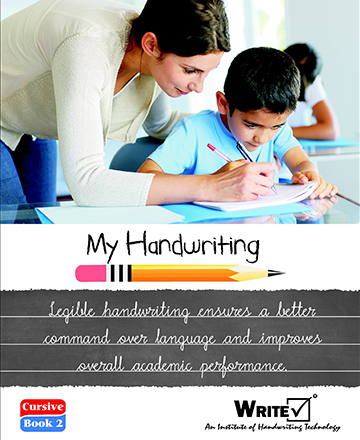 My Handwriting
Legible handwriting ensures a better
command over language and improves
overall academic performance.
Cursive
Book 2
WRITE
An Institute of Handwriting Technology